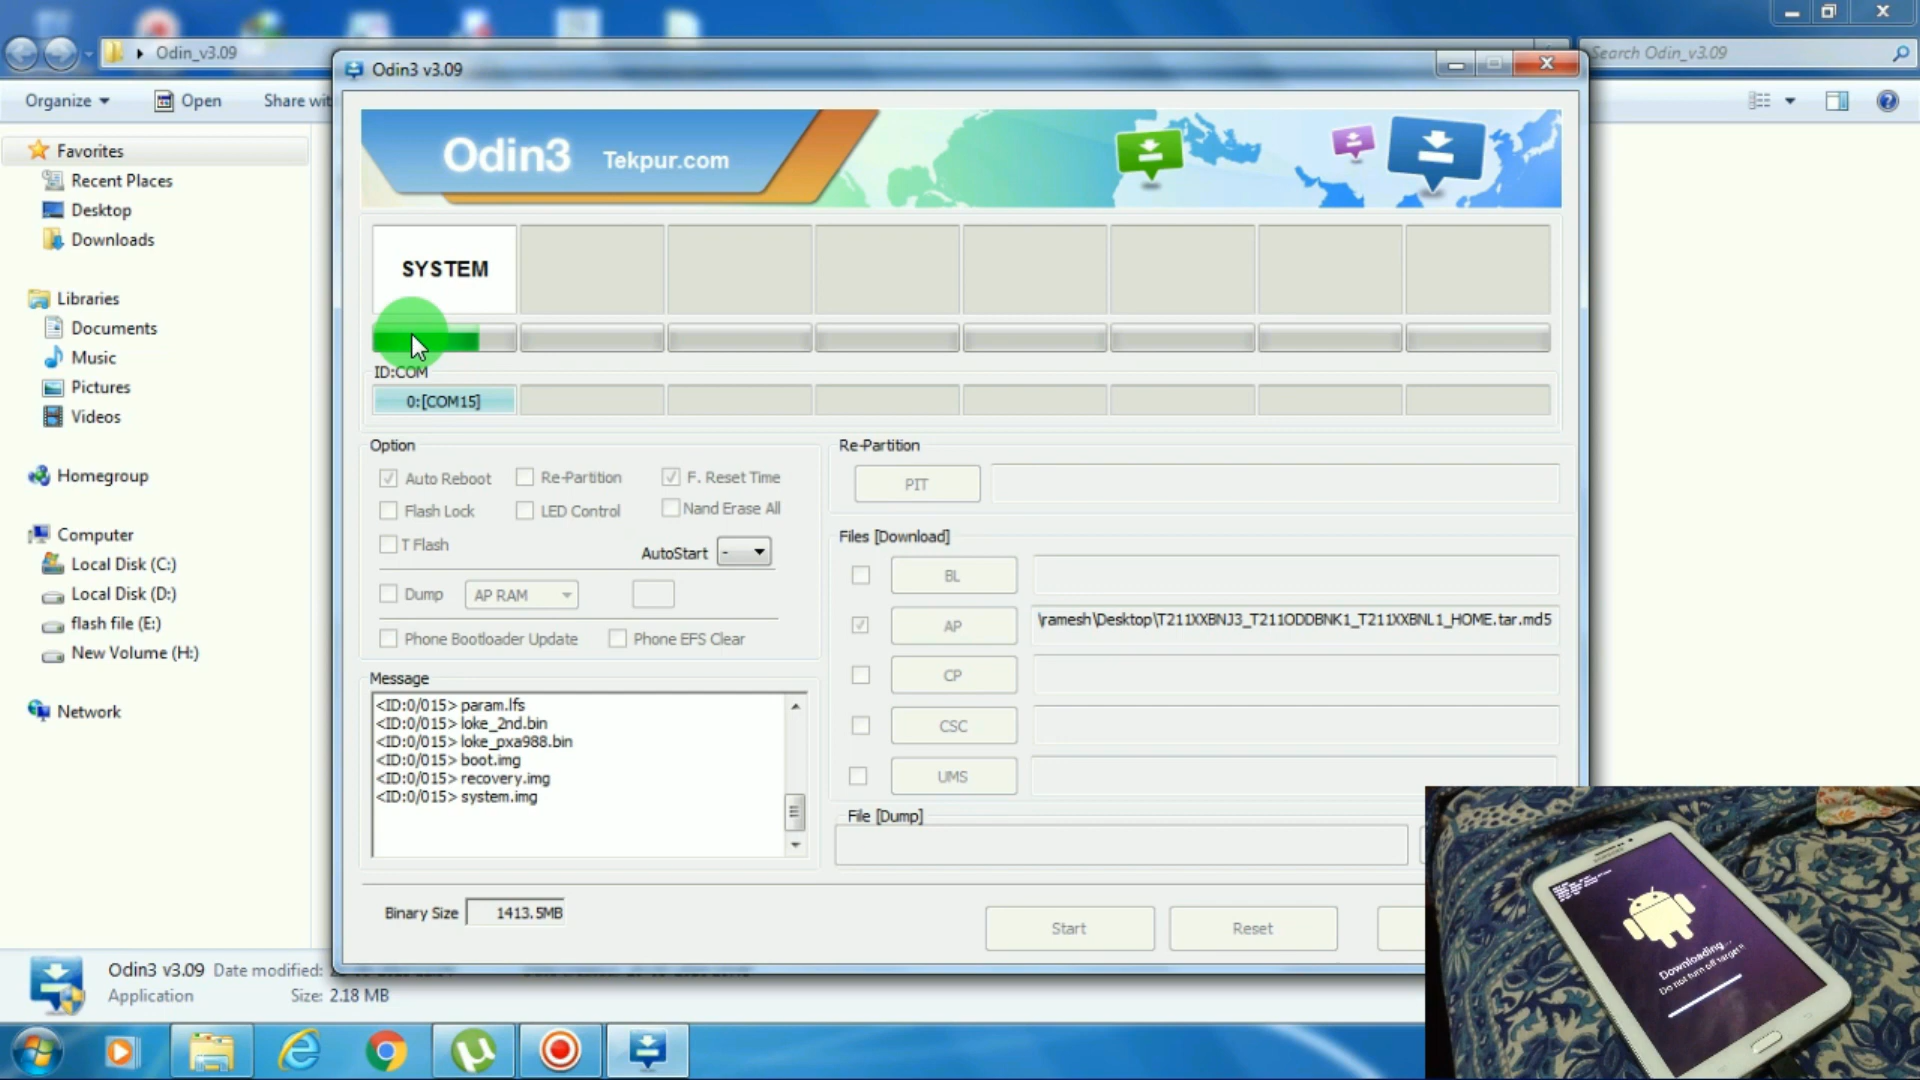 Odin_v3.09
Search Odin_v3.09
Odin3 v3.09
Organize
Open
Share wit
Odin3
Tekpur.com
Favorites
Recent Places
Desktop
Downloads
Libraries
Documents
Music
Pictures
Videos
Homegroup
Computer
Local Disk (C:)
Local Disk (D:)
flash file (E:)
New Volume (H:)
Network
SYSTEM
ID:COM
0:[COM15]
Option
Auto Reboot
Re-Partition
F. Reset Time
Flash Lock
LED Control
Nand Erase All
T Flash
AutoStart
-
Dump
AP RAM
Phone Bootloader Update
Phone EFS Clear
Message
<ID:0/015> param.lfs
<ID:0/015> loke_2nd.bin
<ID:0/015> loke_pxa988.bin
<ID:0/015> boot.img
<ID:0/015> recovery.img
<ID:0/015> system.img
Binary Size
1413.5MB
Re-Partition
PIT
Files [Download]
BL
AP
\ramesh\Desktop\T211XXBNJ3_T211ODDBNK1_T211XXBNL1_HOME.tar.md5
CP
CSC
UMS
File [Dump]
Start
Reset
Odin3 v3.09
Date modified:
Application
Size: 2.18 MB
Downloading...
Do not turn off target!!